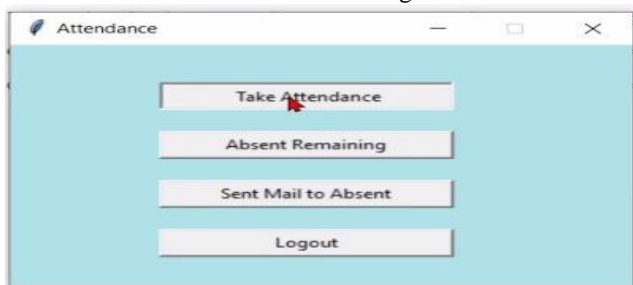 Attendance
Take Attendance
Absent Remaining
Sent Mail to Absent
Logout